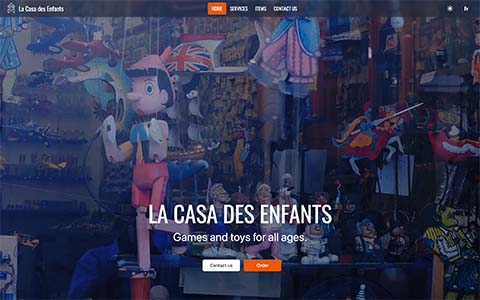 La Casa des Enfants
HOME SERVICES ITEMS CONTACT US
Fr
LA CASA DES ENFANTS
Games and toys for all ages.
Contact us Order